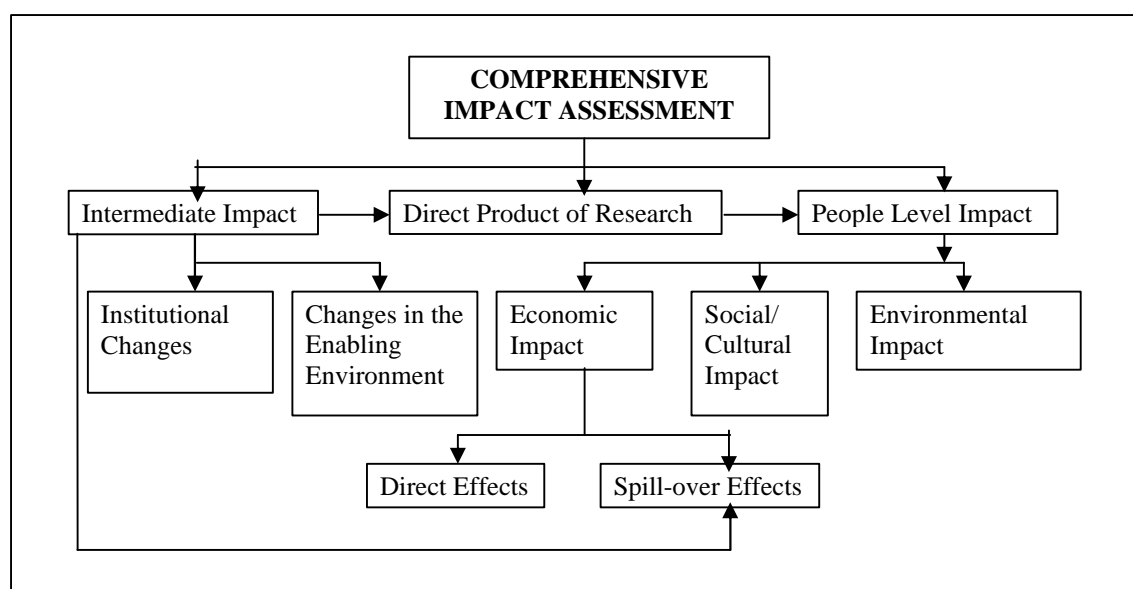 COMPREHENSIVE
IMPACT ASSESSMENT
Intermediate Impact
Direct Product of Research
People Level Impact
Institutional
Changes
Changes in the
Enabling
Environment
Economic
Impact
Social/
Cultural
Impact
Environmental
Impact
Direct Effects
Spill-over Effects